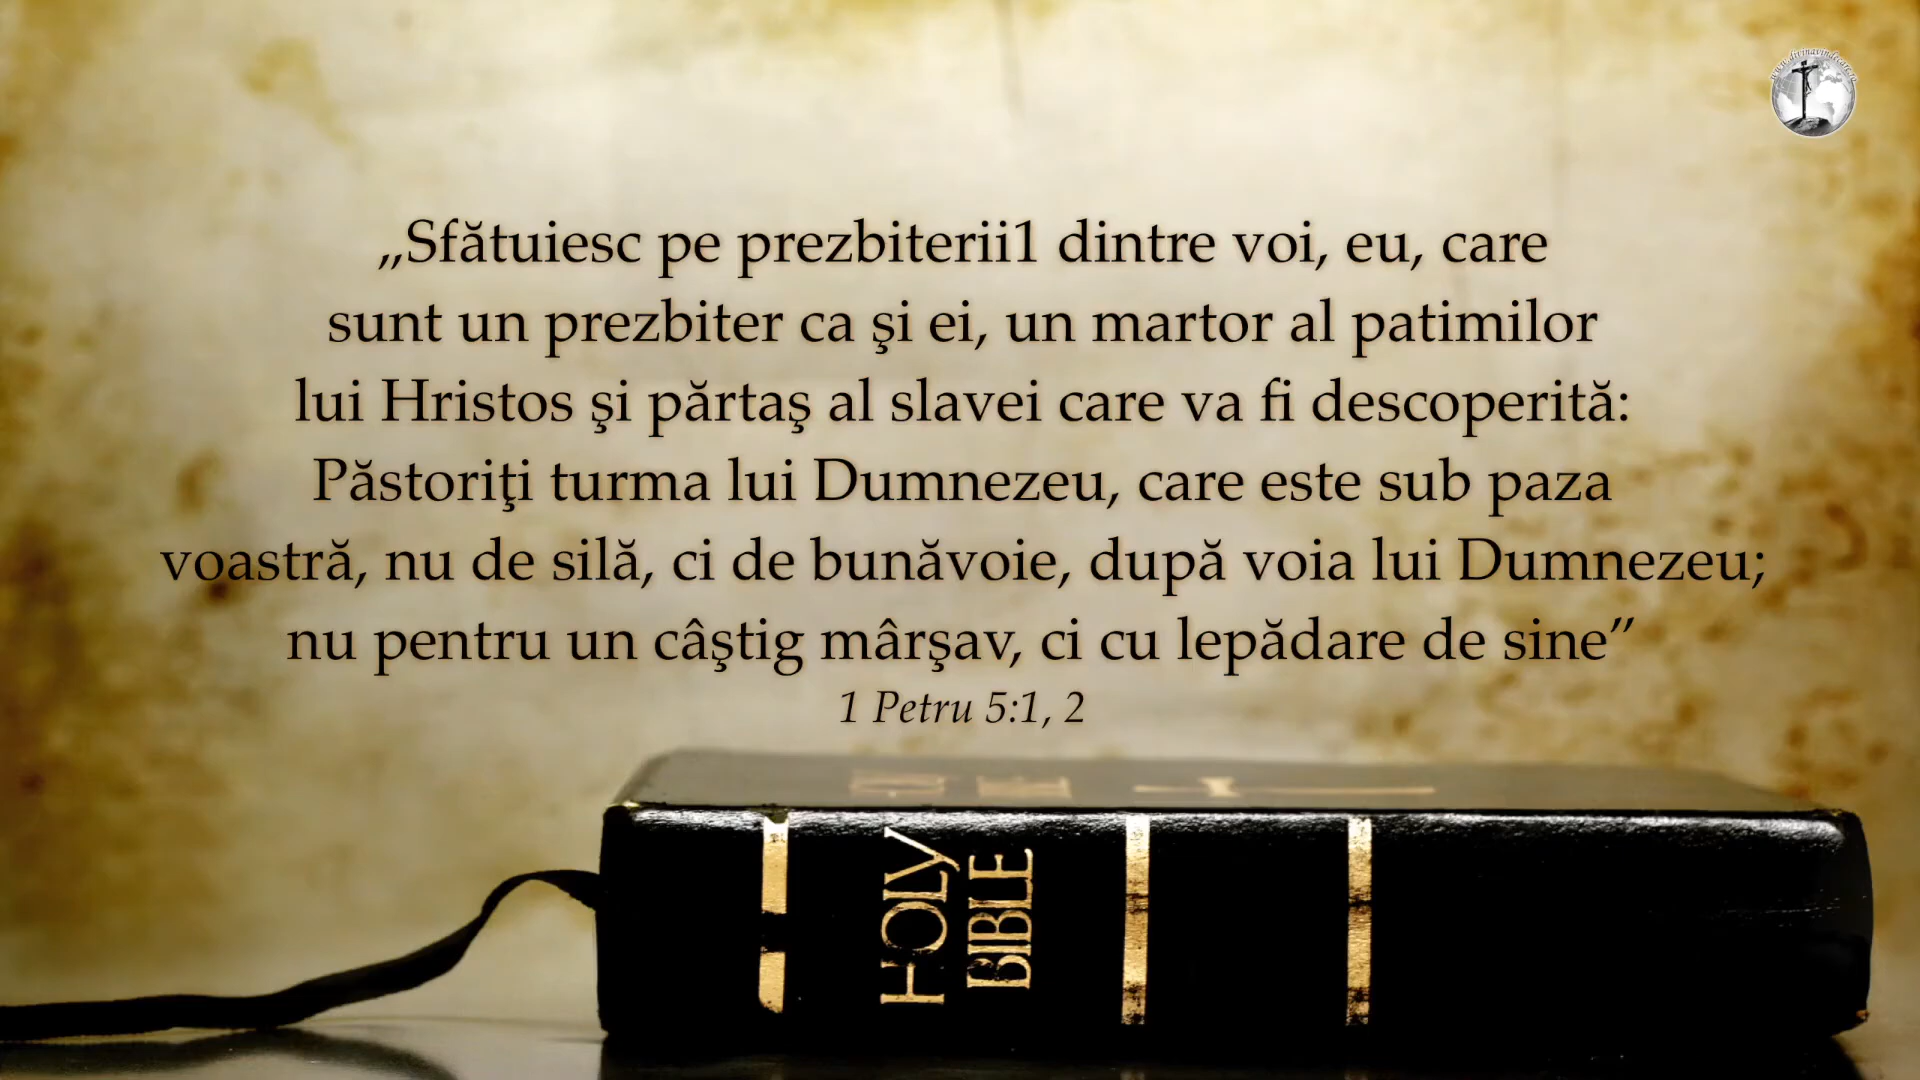 „Sfătuiesc pe prezbiterii1 dintre voi, eu, care
sunt un prezbiter ca şi ei, un martor al patimilor
lui Hristos şi părtaş al slavei care va fi descoperită:
Păstoriţi turma lui Dumnezeu, care este sub paza
voastră, nu de silă, ci de bunăvoie, după voia lui Dumnezeu;
nu pentru un câştig mârşav, ci cu lepădare de sine”
1 Petru 5:1, 2
HOLY
BIBLE